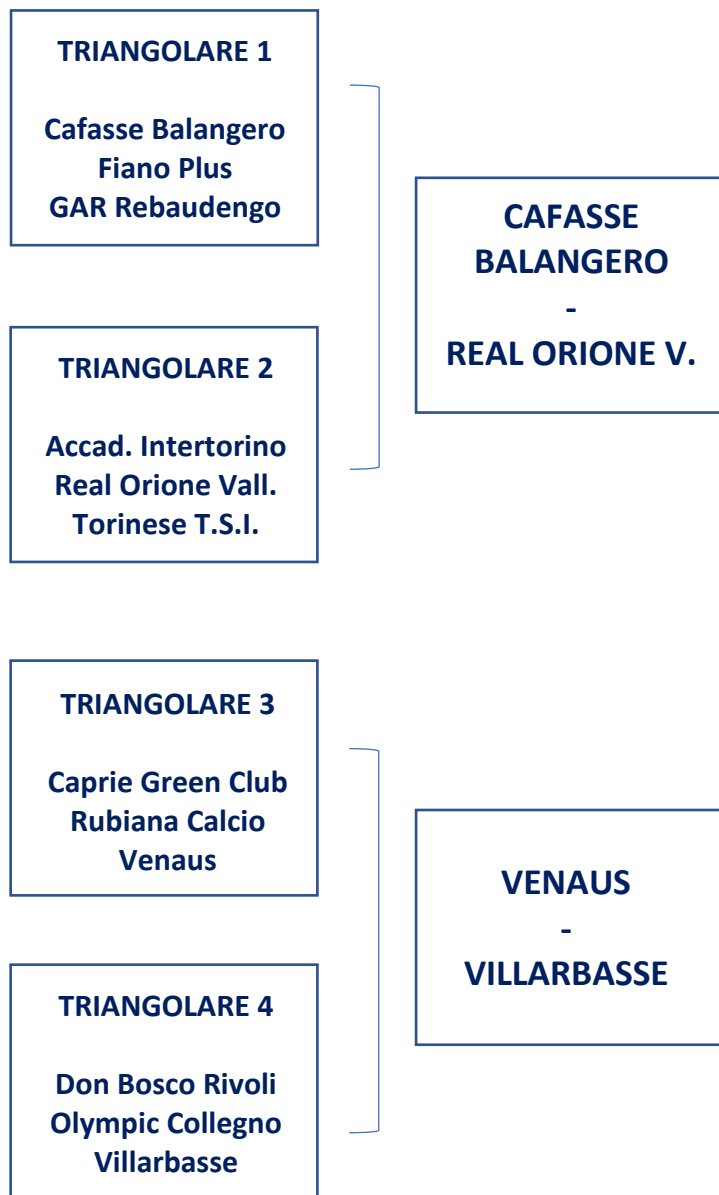 TRIANGOLARE 1
Cafasse Balangero
Fiano Plus
GAR Rebaudengo
TRIANGOLARE 2
Accad. Intertorino
Real Orione Vall.
Torinese T.S.I.
CAFASSE
BALANGERO
-
REAL ORIONE V.
TRIANGOLARE 3
Caprie Green Club
Rubiana Calcio
Venaus
TRIANGOLARE 4
Don Bosco Rivoli
Olympic Collegno
Villarbasse
VENAUS
-
VILLARBASSE